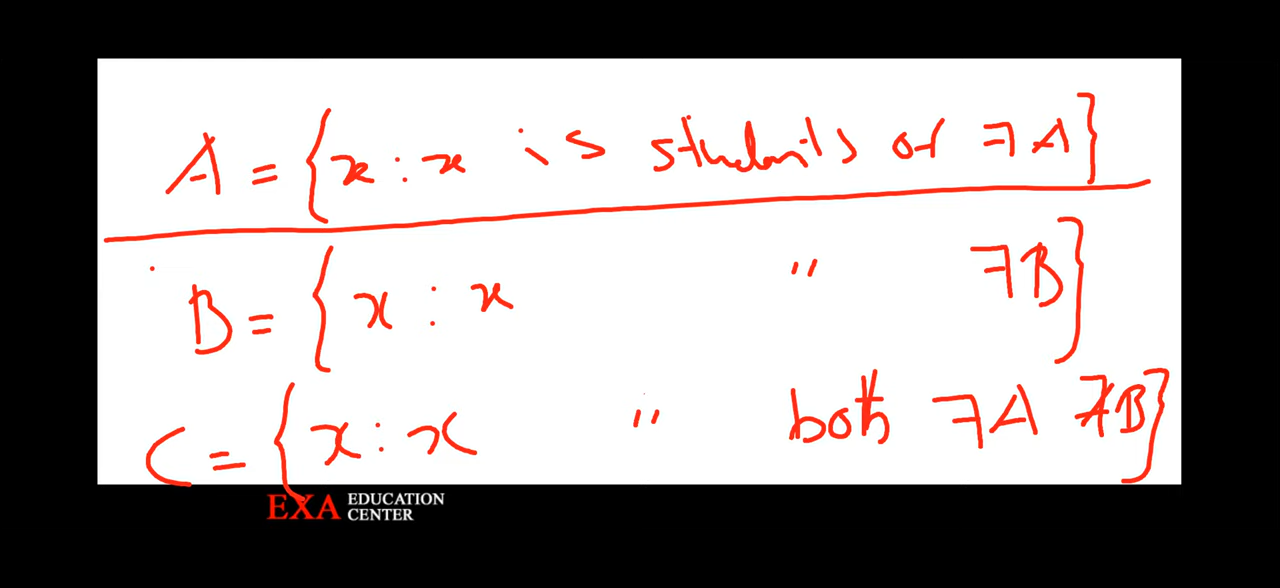 A = {x : x is students of 7A}
B = {x : x " 7B}
C = {x : x " both 7A 7B}
EXA EDUCATION
CENTER